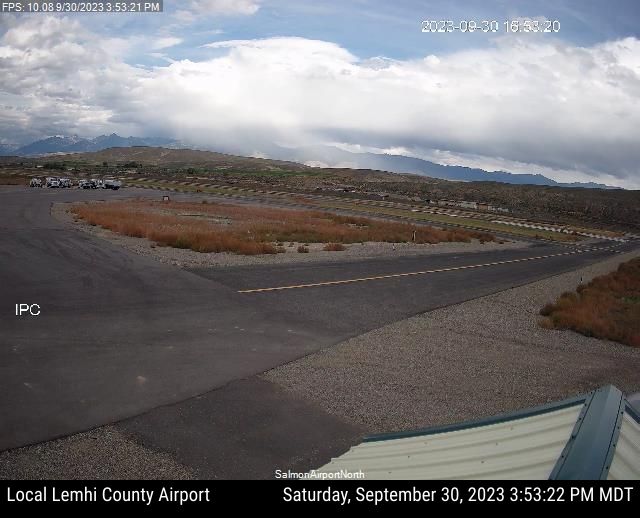 FPS: 10.08 9/30/2023 3:53:21 PM
2023-09-30 15:53:20
IPC
SalmonAirportNorth
Local Lemhi County Airport Saturday, September 30, 2023 3:53:22 PM MDT